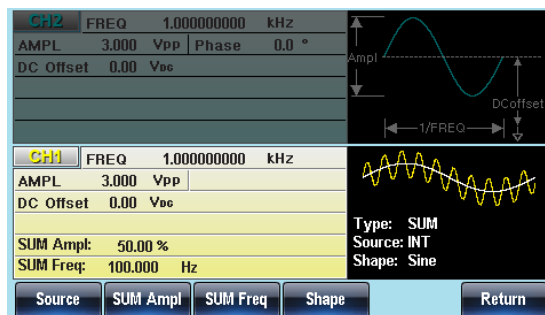 CH2 FREQ 1.000000000 kHz
AMPL 3.000 Vpp Phase 0.0 °
DC Offset 0.00 VDC
Ampl
DCoffset
1/FREQ
CH1 FREQ 1.000000000 kHz
AMPL 3.000 Vpp
DC Offset 0.00 VDC
SUM Ampl: 50.00 %
SUM Freq: 100.000 Hz
Type: SUM
Source: INT
Shape: Sine
Source SUM Ampl SUM Freq Shape Return